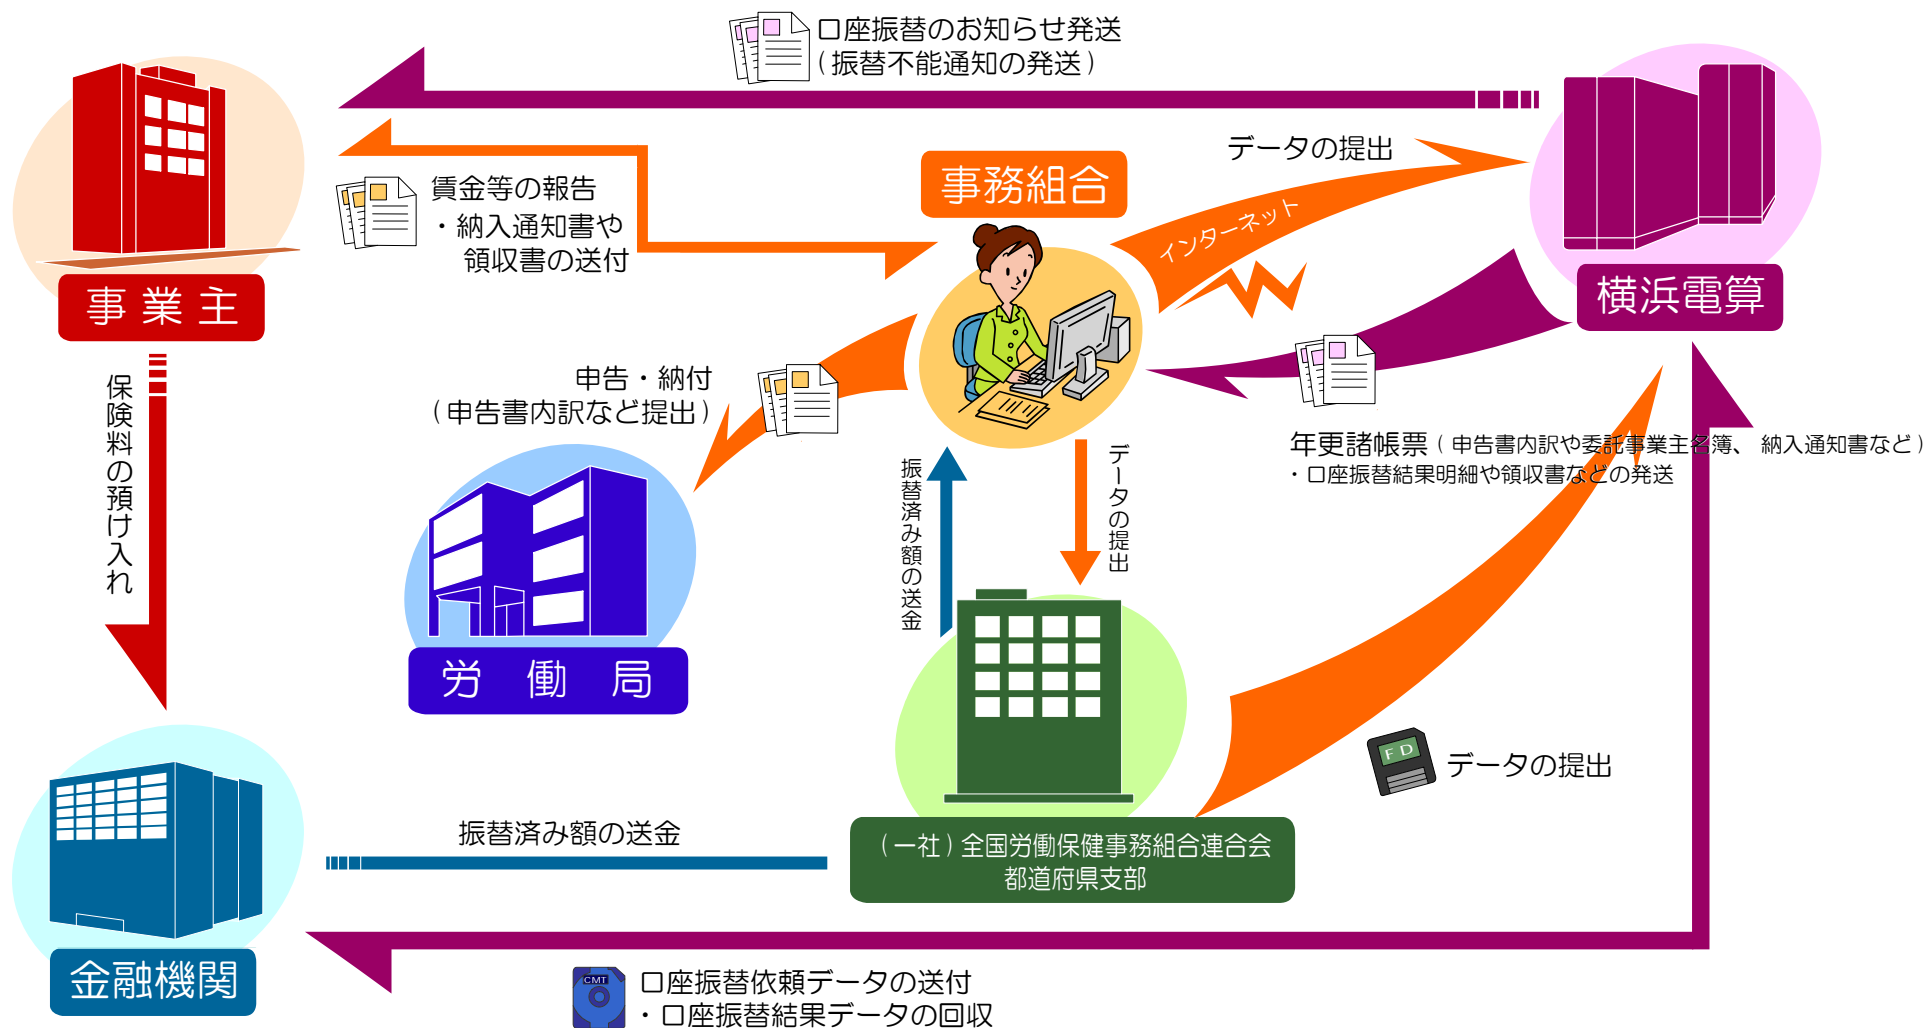 口座振替のお知らせ発送
(振替不能通知の発送)
データの提出
事務組合
インターネット
賃金等の報告
・納入通知書や
領収書の送付
事業主
横浜電算
申告・納付
(申告書内訳など提出)
保険料の預け入れ
年更諸帳票(申告書内訳や委託事業主名簿、納入通知書など)
・口座振替結果明細や領収書などの発送
振替済み額の送金
データの提出
労働局
FD
データの提出
振替済み額の送金
(一社)全国労働保健事務組合連合会
都道府県支部
金融機関
CMT
口座振替依頼データの送付
・口座振替結果データの回収